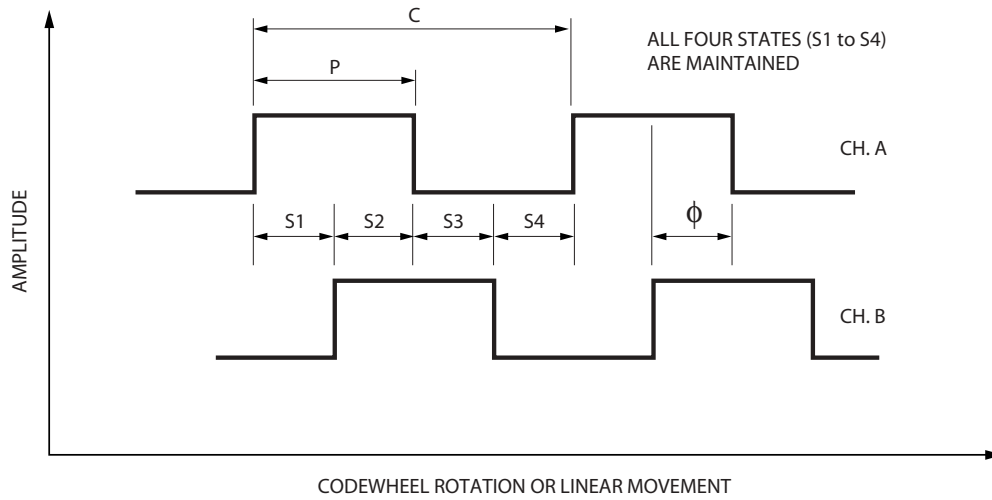 C
ALL FOUR STATES (S1 to S4)
ARE MAINTAINED
P
CH. A
AMPLITUDE
S1 S2 S3 S4 ϕ
CH. B
CODEWHEEL ROTATION OR LINEAR MOVEMENT